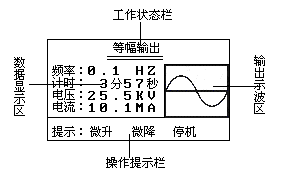 工作状态栏
等幅输出
数据显示区
频率:0.1 HZ
计时: 3分57秒
电压:25.5KV
电流:10.1MA
输出示波区
提示: 微升 微降 停机
操作提示栏